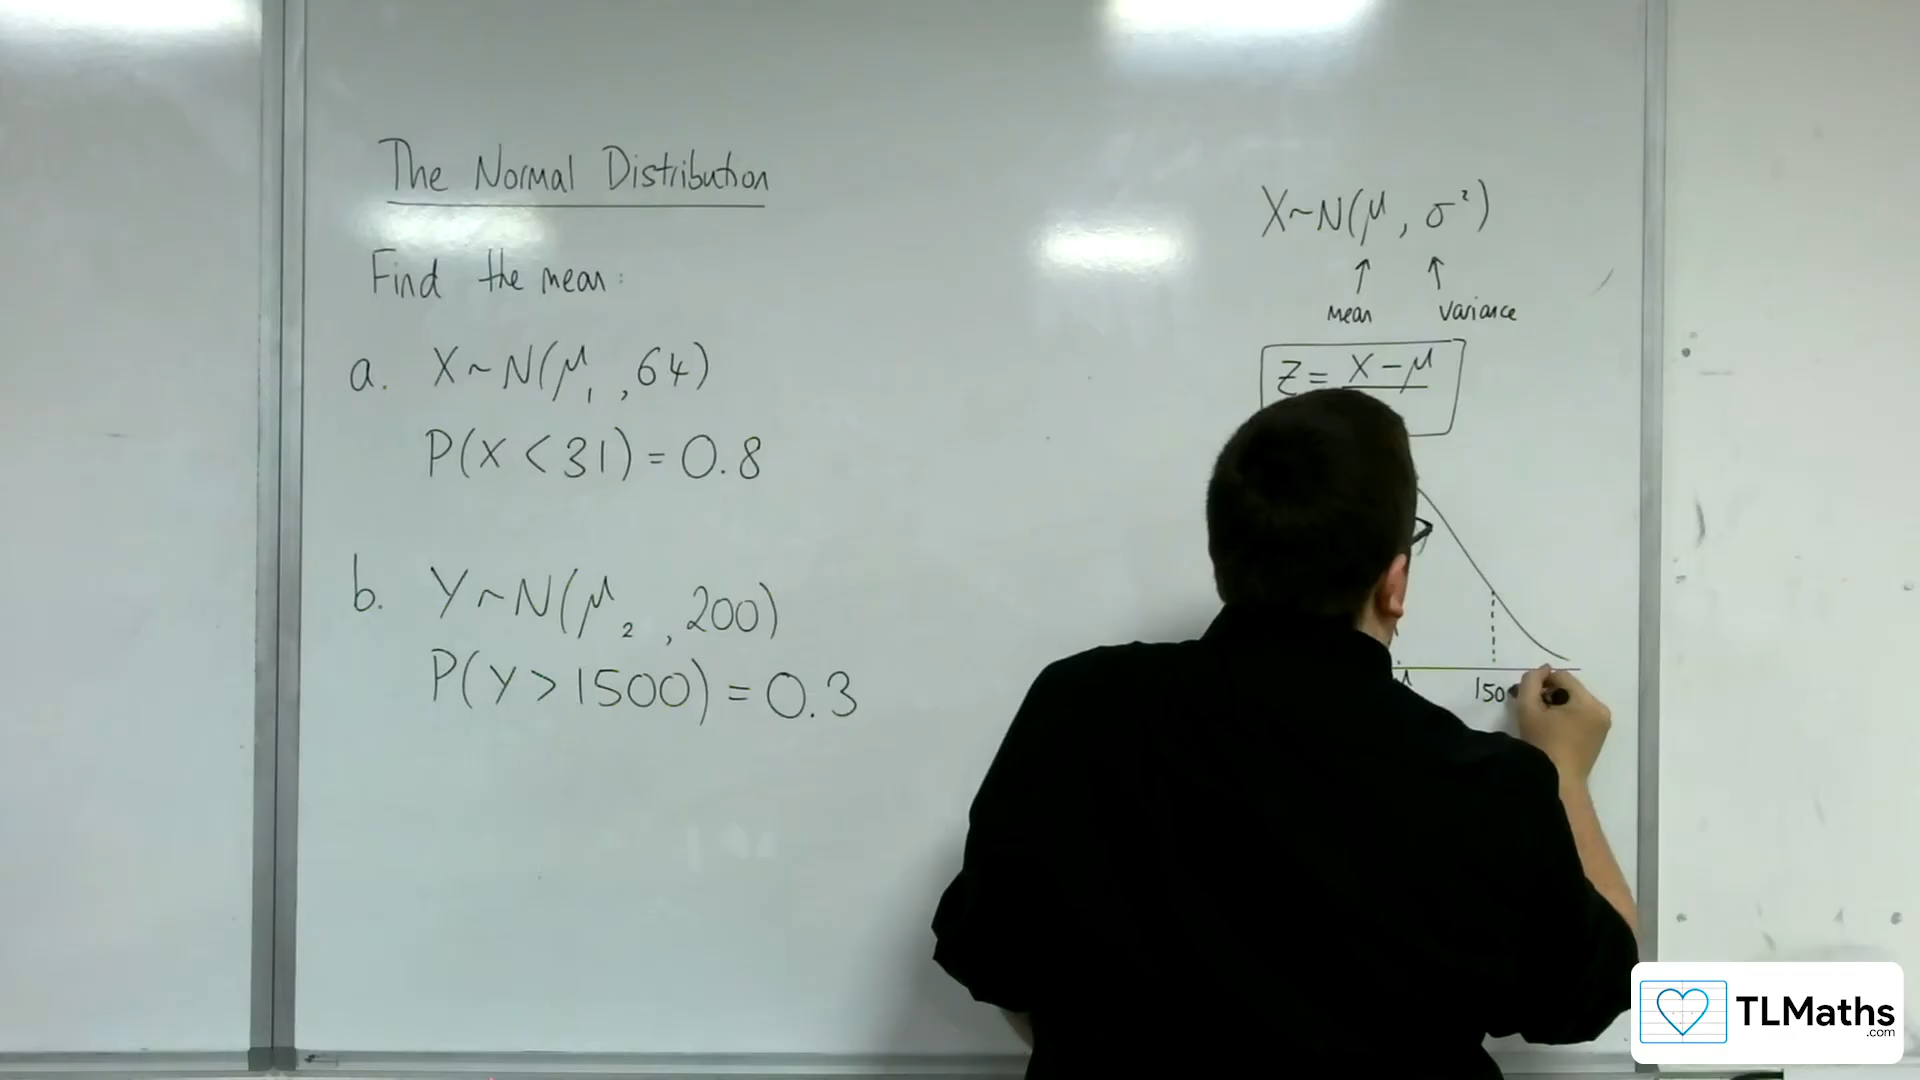 The Normal Distribution
Find the mean:
a. X~N(μ₁, 64)
P(X < 31) = 0.8
b. Y~N(μ₂, 200)
P(Y > 1500) = 0.3
X~N(μ, σ²)
↑ ↑
mean variance
Z = X - μ
μ 150
TLMaths
.com